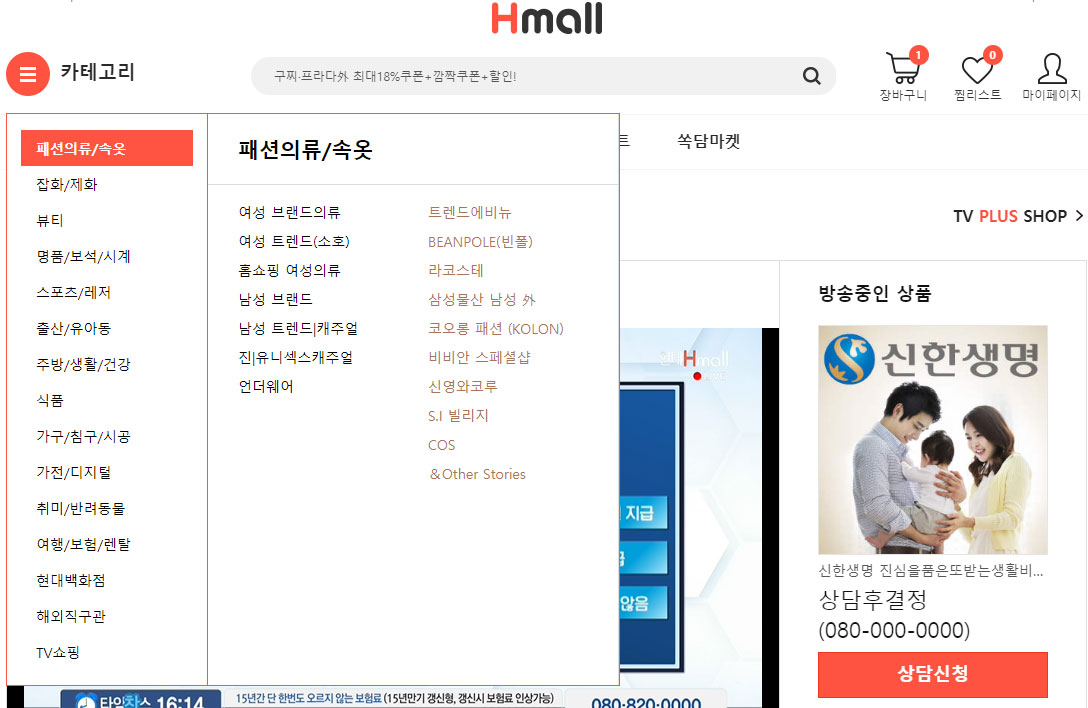 Hmall
카테고리
구찌·프라다外 최대18%쿠폰+깜짝쿠폰+할인!
1
장바구니
0
찜리스트
마이페이지
트
쏙담마켓
TV PLUS SHOP
패션의류/속옷
잡화/제화
뷰티
명품/보석/시계
스포츠/레저
출산/유아동
주방/생활/건강
식품
가구/침구/시공
가전/디지털
취미/반려동물
여행/보험/렌탈
현대백화점
해외직구관
TV쇼핑
패션의류/속옷
여성 브랜드의류
여성 트렌드(소호)
홈쇼핑 여성의류
남성 브랜드
남성 트렌드|캐주얼
진|유니섹스캐주얼
언더웨어
트렌드에비뉴
BEANPOLE(빈폴)
라코스테
삼성물산 남성 外
코오롱 패션 (KOLON)
비비안 스페셜샵
신영와코루
S.I 빌리지
COS
&Other Stories
Hmall
지급
않음
타임찬스 16:14
15년간 단 한번도 오르지 않는 보험료 (15년만기 갱신형, 갱신시 보험료 인상가능)
080·820·0000
방송중인 상품
신한생명
신한생명 진심을품은또받는생활비...
상담후결정
(080-000-0000)
상담신청